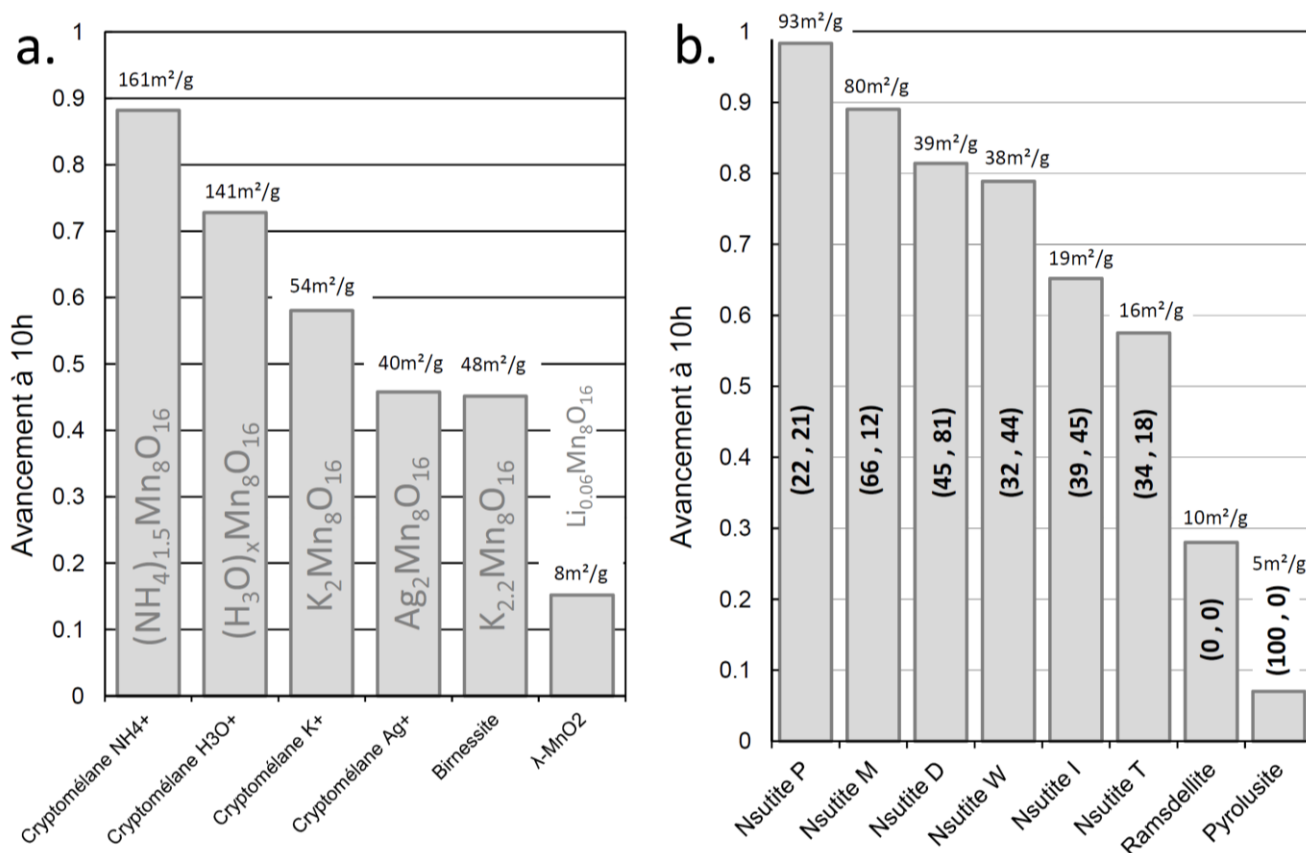 a.
Avancement à 10h
1
0.9
0.8
0.7
0.6
0.5
0.4
0.3
0.2
0.1
0
161m²/g
141m²/g
54m²/g
40m²/g
48m²/g
8m²/g
(NH₄)₁.₅Mn₈O₁₆
(H₃O)ₓMn₈O₁₆
K₂Mn₈O₁₆
Ag₂Mn₈O₁₆
K₂.₂Mn₈O₁₆
Li₀.₀₆Mn₈O₁₆
Cryptomélane NH4+
Cryptomélane H3O+
Cryptomélane K+
Cryptomélane Ag+
Birnessite
λ-MnO2
b.
Avancement à 10h
1
0.9
0.8
0.7
0.6
0.5
0.4
0.3
0.2
0.1
0
93m²/g
80m²/g
39m²/g
38m²/g
19m²/g
16m²/g
10m²/g
5m²/g
(22 , 21)
(66 , 12)
(45 , 81)
(32 , 44)
(39 , 45)
(34 , 18)
(0 , 0)
(100 , 0)
Nsutite P
Nsutite M
Nsutite D
Nsutite W
Nsutite I
Nsutite T
Ramsdellite
Pyrolusite